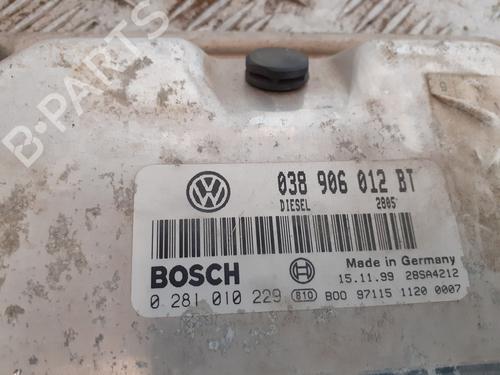 B-PARTS
038 906 012 BT
DIESEL 2805
BOSCH
Made in Germany
15.11.99 28SA4212
0 281 010 229 810 B00 97115 1120 0007